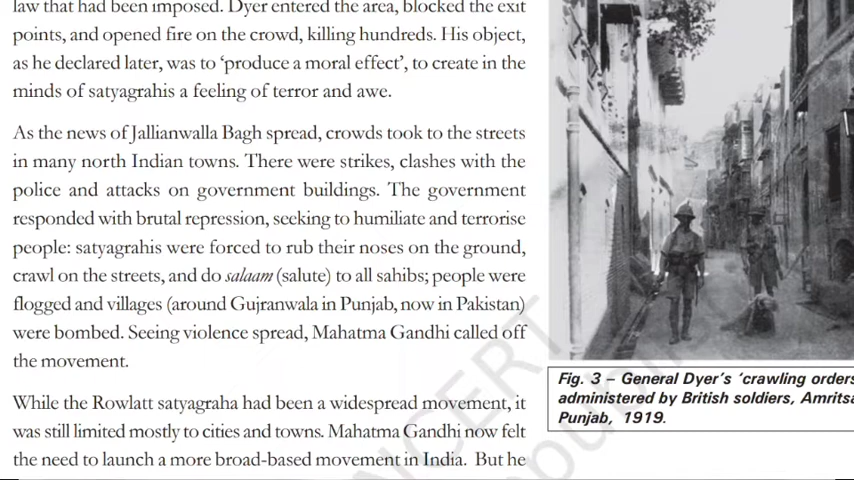 law that had been imposed. Dyer entered the area, blocked the exit
points, and opened fire on the crowd, killing hundreds. His object,
as he declared later, was to ‘produce a moral effect’, to create in the
minds of satyagrahis a feeling of terror and awe.
As the news of Jallianwalla Bagh spread, crowds took to the streets
in many north Indian towns. There were strikes, clashes with the
police and attacks on government buildings. The government
responded with brutal repression, seeking to humiliate and terrorise
people: satyagrahis were forced to rub their noses on the ground,
crawl on the streets, and do salaam (salute) to all sahibs; people were
flogged and villages (around Gujranwala in Punjab, now in Pakistan)
were bombed. Seeing violence spread, Mahatma Gandhi called off
the movement.
While the Rowlatt satyagraha had been a widespread movement, it
was still limited mostly to cities and towns. Mahatma Gandhi now felt
the need to launch a more broad-based movement in India. But he
Fig. 3 – General Dyer’s ‘crawling orders
administered by British soldiers, Amritsa
Punjab, 1919.
NCERT
republi